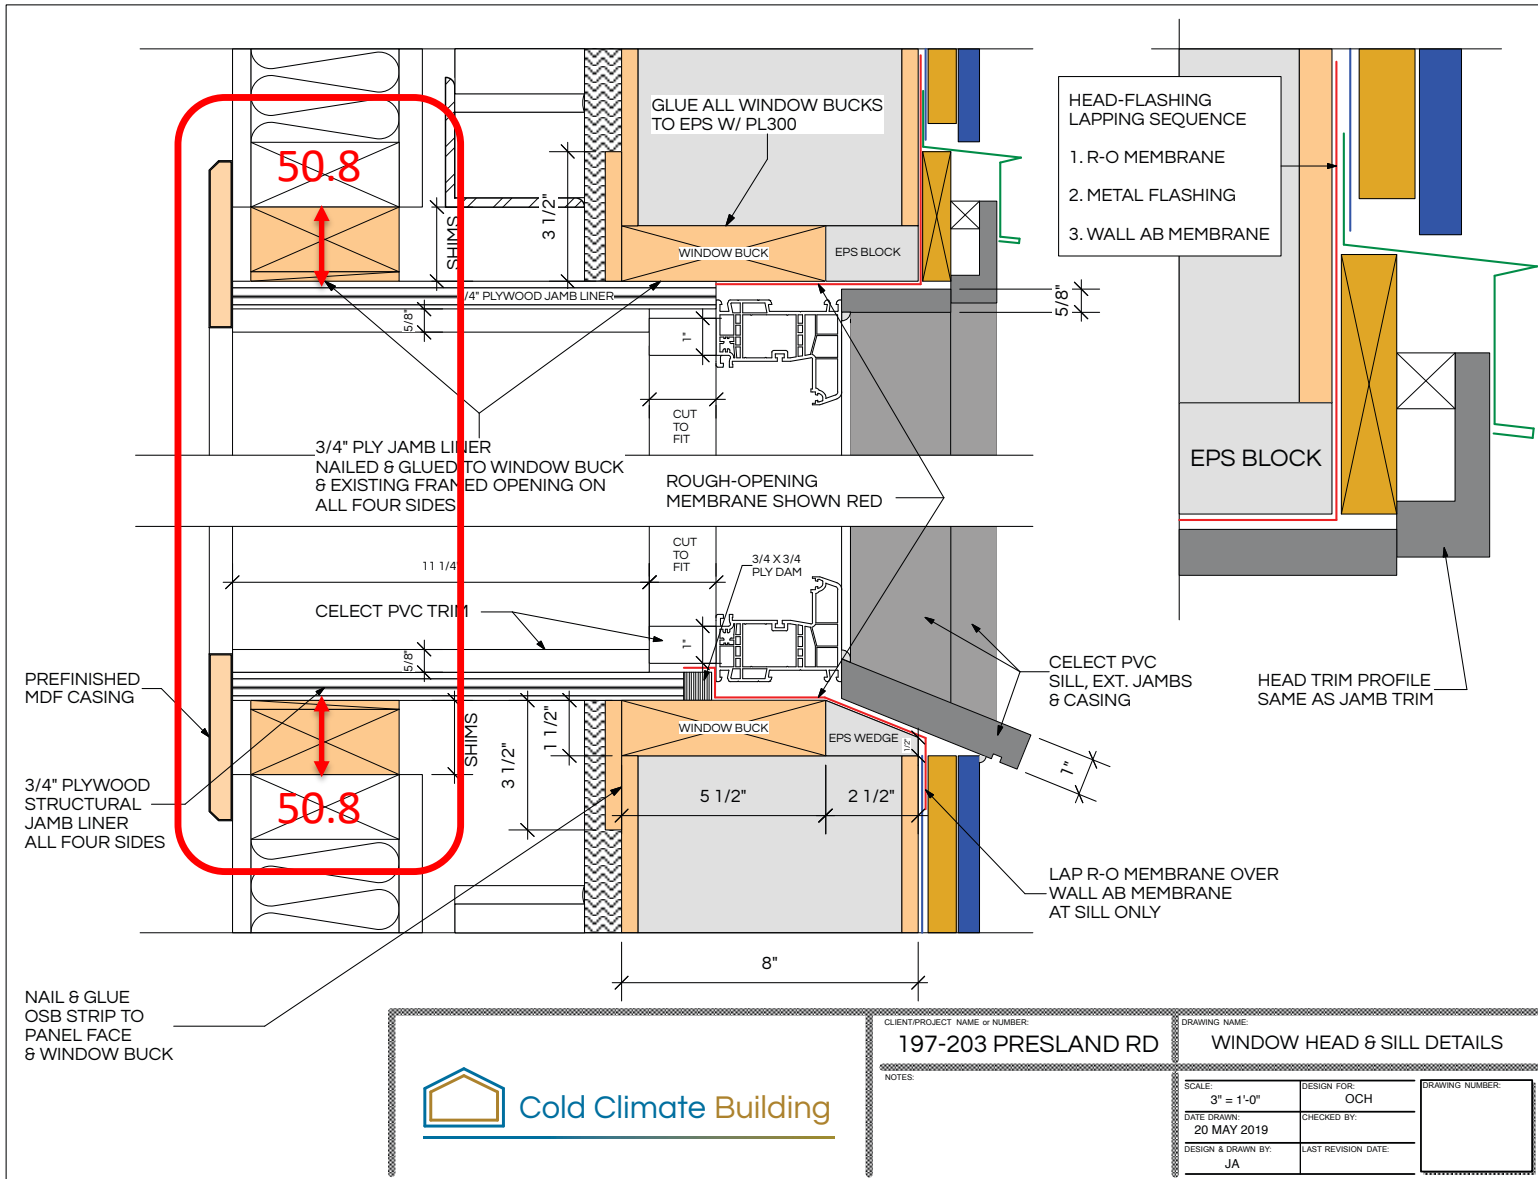 GLUE ALL WINDOW BUCKS
TO EPS W/ PL300
HEAD-FLASHING
LAPPING SEQUENCE
1. R-O MEMBRANE
2. METAL FLASHING
3. WALL AB MEMBRANE
50.8
SHIMS
3 1/2"
WINDOW BUCK
EPS BLOCK
/4" PLYWOOD JAMB LINER
5/8"
1"
5/8"
CUT
TO
FIT
3/4" PLY JAMB LINER
NAILED & GLUED TO WINDOW BUCK
& EXISTING FRAMED OPENING ON
ALL FOUR SIDES
ROUGH-OPENING
MEMBRANE SHOWN RED
EPS BLOCK
CUT
TO
FIT
3/4 X 3/4
PLY DAM
11 1/4"
CELECT PVC TRIM
5/8"
1"
PREFINISHED
MDF CASING
CELECT PVC
SILL, EXT. JAMBS
& CASING
HEAD TRIM PROFILE
SAME AS JAMB TRIM
SHIMS
3 1/2"
1 1/2"
WINDOW BUCK
EPS WEDGE
1/2"
1"
3/4" PLYWOOD
STRUCTURAL
JAMB LINER
ALL FOUR SIDES
50.8
5 1/2"
2 1/2"
LAP R-O MEMBRANE OVER
WALL AB MEMBRANE
AT SILL ONLY
8"
NAIL & GLUE
OSB STRIP TO
PANEL FACE
& WINDOW BUCK
Cold Climate Building
CLIENT/PROJECT NAME or NUMBER:
197-203 PRESLAND RD
NOTES:
DRAWING NAME:
WINDOW HEAD & SILL DETAILS
SCALE:
3" = 1'-0"
DESIGN FOR:
OCH
DRAWING NUMBER:
DATE DRAWN:
20 MAY 2019
CHECKED BY:
DESIGN & DRAWN BY:
JA
LAST REVISION DATE: